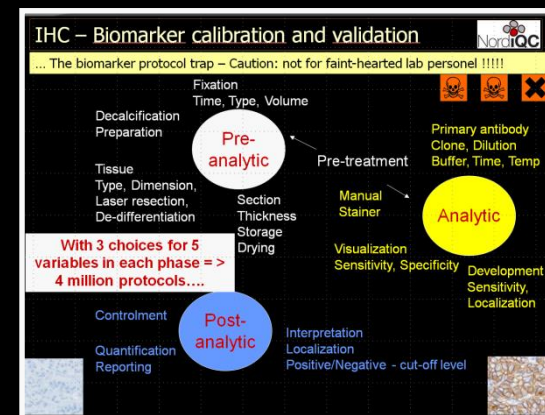 IHC – Biomarker calibration and validation
NordiQC
... The biomarker protocol trap – Caution: not for faint-hearted lab personel !!!!!
Fixation
Time, Type, Volume
Decalcification
Preparation
Pre-
analytic
Pre-treatment
Primary antibody
Clone, Dilution
Buffer, Time, Temp
Tissue
Type, Dimension,
Laser resection,
De-differentiation
Section
Thickness
Storage
Drying
Manual
Stainer
Analytic
Visualization
Sensitivity, Specificity
Development
Sensitivity,
Localization
With 3 choices for 5
variables in each phase = >
4 million protocols....
Controlment
Quantification
Reporting
Post-
analytic
Interpretation
Localization
Positive/Negative - cut-off level